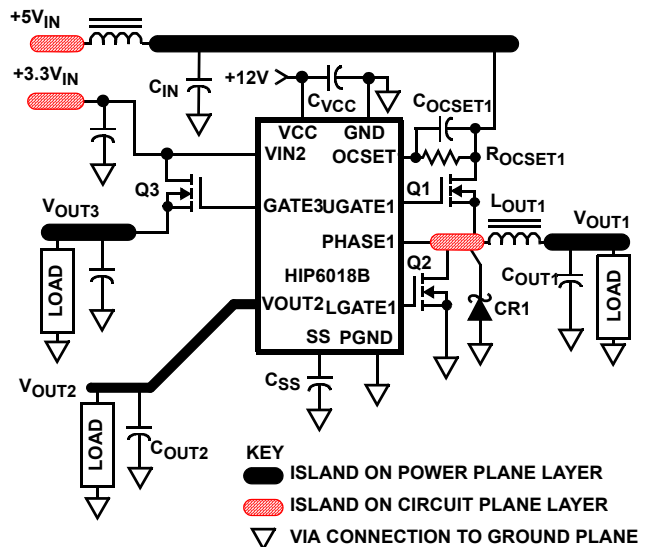 +5VIN
+3.3VIN
CIN
+12V
CVCC
COCSET1
VCC
GND
VIN2
OCSET
ROCSET1
Q3
Q1
GATE3
UGATE1
LOUT1
VOUT3
VOUT1
PHASE1
Q2
LOAD
HIP6018B
COUT1
LOAD
VOUT2
LGATE1
CR1
SS
PGND
CSS
VOUT2
LOAD
COUT2
KEY
ISLAND ON POWER PLANE LAYER
ISLAND ON CIRCUIT PLANE LAYER
VIA CONNECTION TO GROUND PLANE